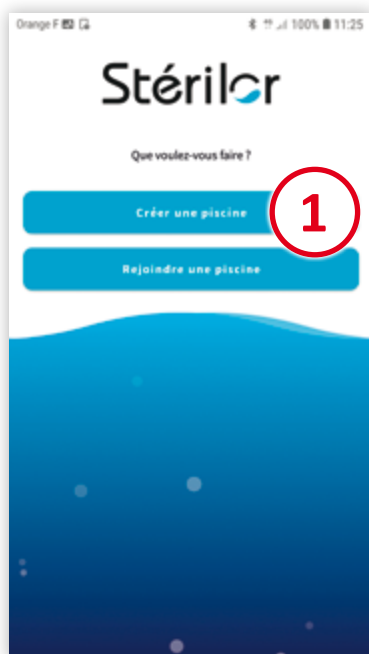 Orange F 100% 11:25
Stérilor
Que voulez-vous faire ?
Créer une piscine
1
Rejoindre une piscine